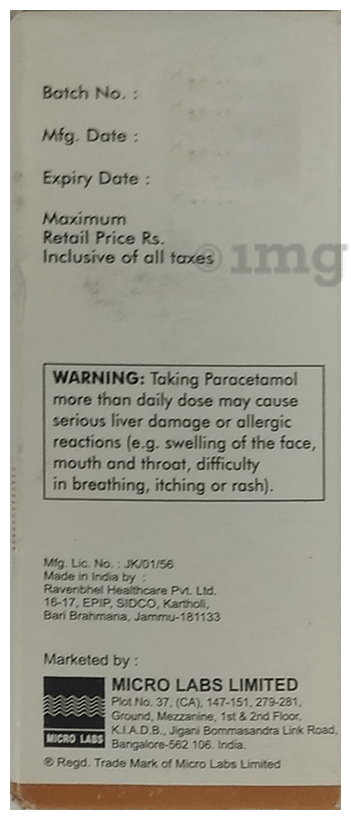 Batch No. :
Mfg. Date :
Expiry Date :
Maximum
Retail Price Rs.
Inclusive of all taxes
1mg
WARNING: Taking Paracetamol
more than daily dose may cause
serious liver damage or allergic
reactions (e.g. swelling of the face,
mouth and throat, difficulty
in breathing, itching or rash).
Mfg. Lic. No. : JK/01/56
Made in India by :
Ravenbhel Healthcare Pvt. Ltd.
16-17, EPIP, SIDCO, Kartholi,
Bari Brahmana, Jammu-181133
Marketed by :
MICRO LABS LIMITED
Plot No. 37, (CA), 147-151, 279-281,
Ground, Mezzanine, 1st & 2nd Floor,
K.I.A.D.B., Jigani Bommasandra Link Road,
Bangalore-562 106. India.
MICRO LABS
® Regd. Trade Mark of Micro Labs Limited